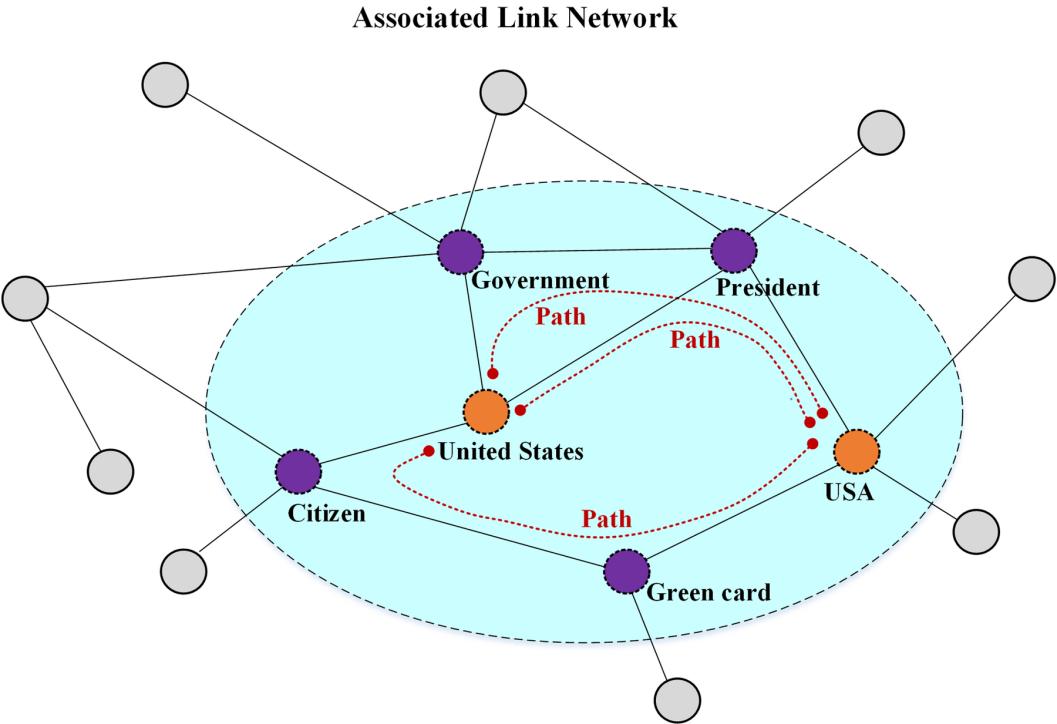 Associated Link Network
Government
President
Path
Path
United States
USA
Citizen
Path
Green card